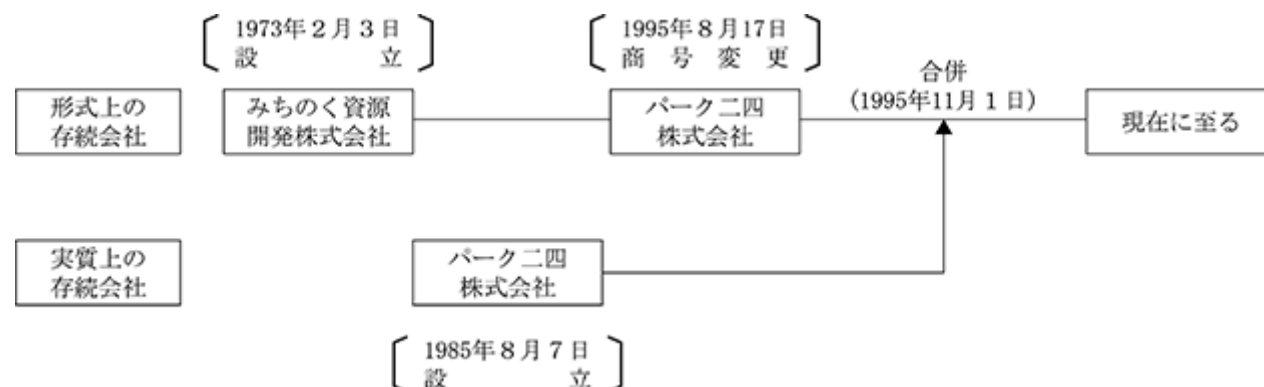 1973年２月３日
設立
1995年８月17日
商号変更
合併
（1995年11月１日）
形式上の
存続会社
みちのく資源
開発株式会社
パーク二四
株式会社
現在に至る
実質上の
存続会社
パーク二四
株式会社
1985年８月７日
設立